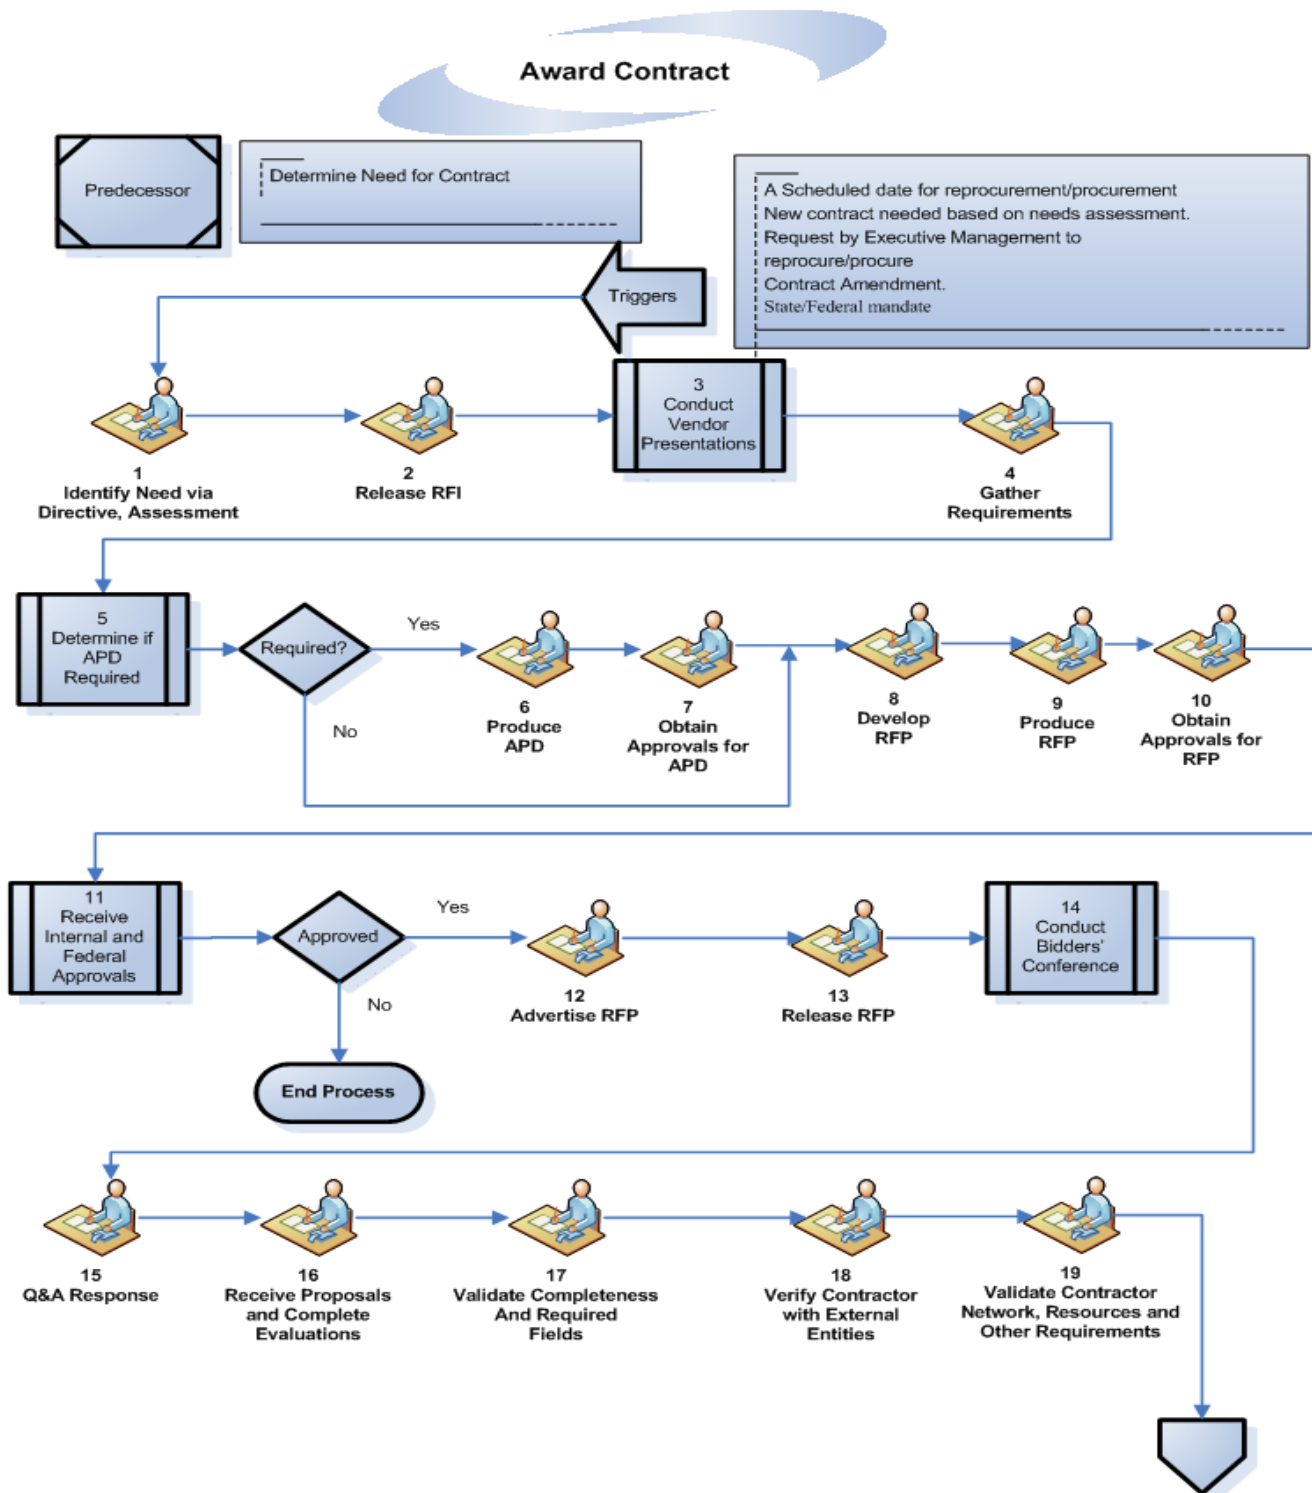 Award Contract
Predecessor
Determine Need for Contract
A Scheduled date for reprocurement/procurement
New contract needed based on needs assessment.
Request by Executive Management to
reprocure/procure
Contract Amendment.
State/Federal mandate
Triggers
1
Identify Need via
Directive, Assessment
2
Release RFI
3
Conduct
Vendor
Presentations
4
Gather
Requirements
5
Determine if
APD
Required
Required?
Yes
No
6
Produce
APD
7
Obtain
Approvals for
APD
8
Develop
RFP
9
Produce
RFP
10
Obtain
Approvals for
RFP
11
Receive
Internal and
Federal
Approvals
Approved
Yes
No
End Process
12
Advertise RFP
13
Release RFP
14
Conduct
Bidders'
Conference
15
Q&A Response
16
Receive Proposals
and Complete
Evaluations
17
Validate Completeness
And Required
Fields
18
Verify Contractor
with External
Entities
19
Validate Contractor
Network, Resources and
Other Requirements